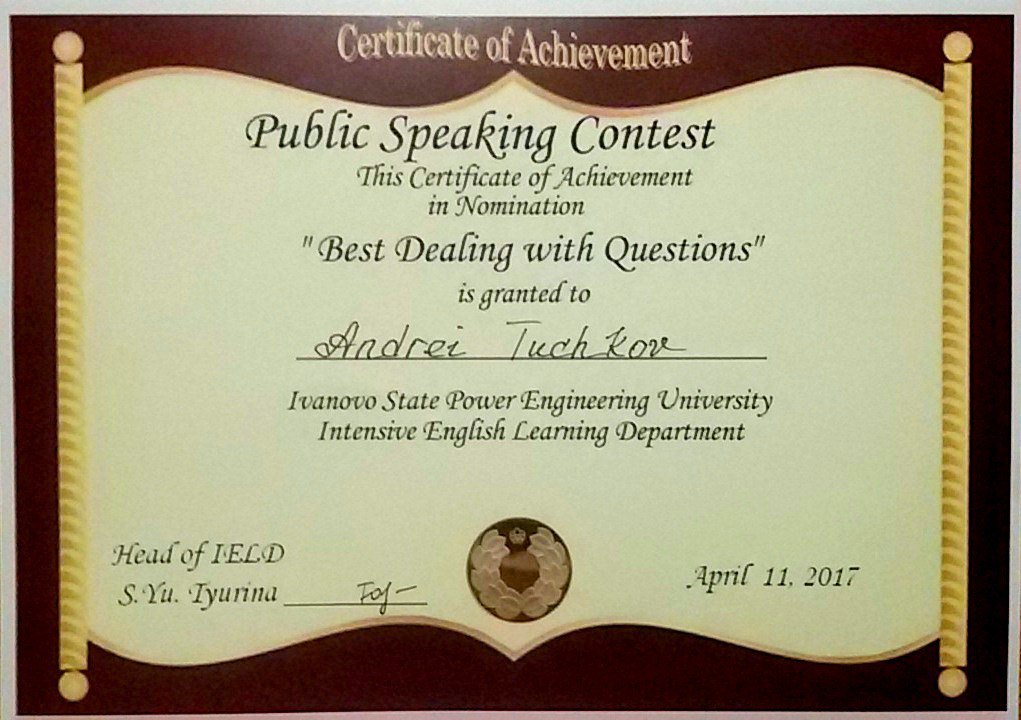 Certificate of Achievement
Public Speaking Contest
This Certificate of Achievement
in Nomination
"Best Dealing with Questions"
is granted to
Andrei Tuchkov
Ivanovo State Power Engineering University
Intensive English Learning Department
Head of IELD
S.Yu. Tyurina
April 11, 2017